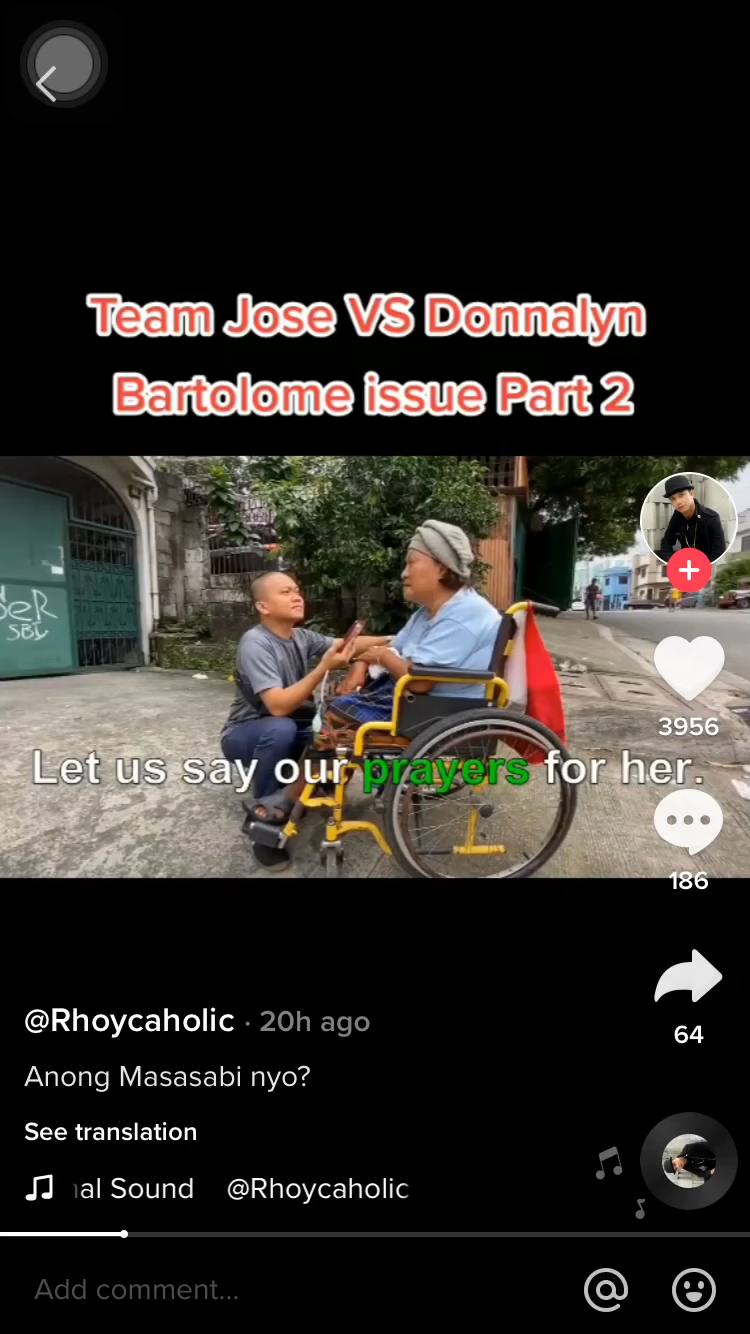 Team Jose VS Donnalyn
Bartolome issue Part 2
SBI
Let us say our prayers for her.
3956
186
64
@Rhoycaholic · 20h ago
Anong Masasabi nyo?
See translation
al Sound @Rhoycaholic
Add comment...